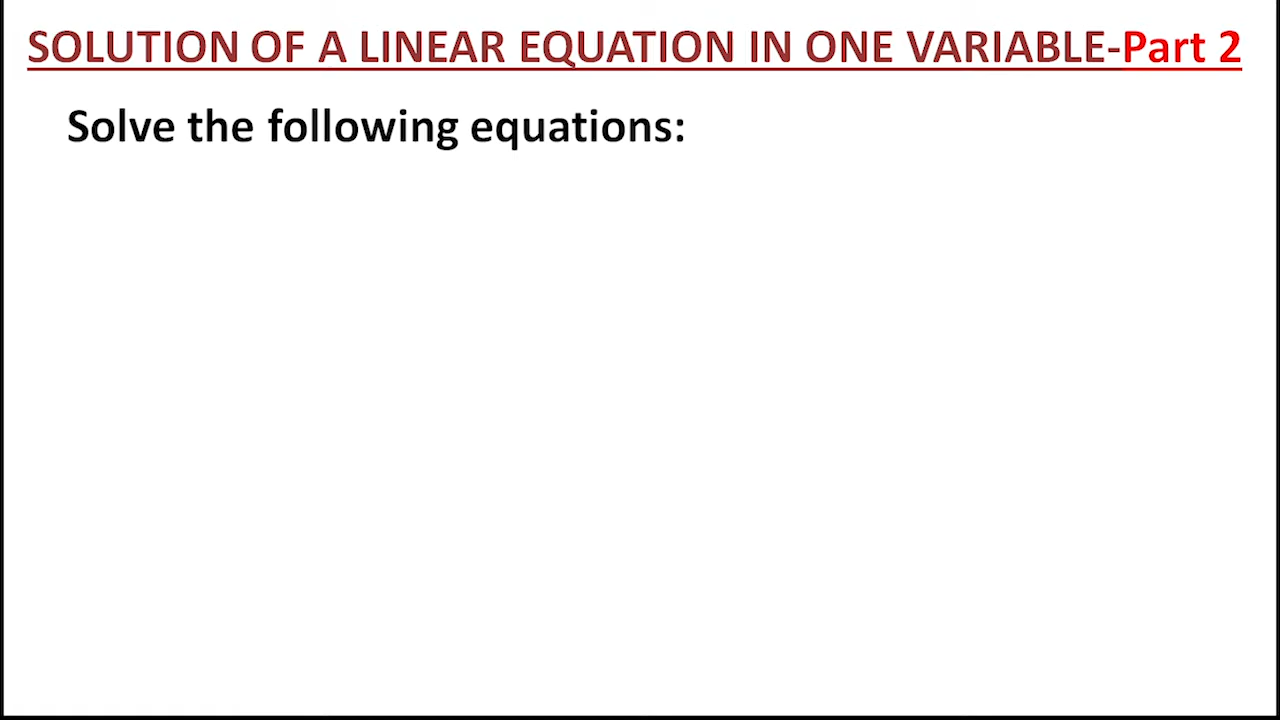 SOLUTION OF A LINEAR EQUATION IN ONE VARIABLE-Part 2
Solve the following equations: